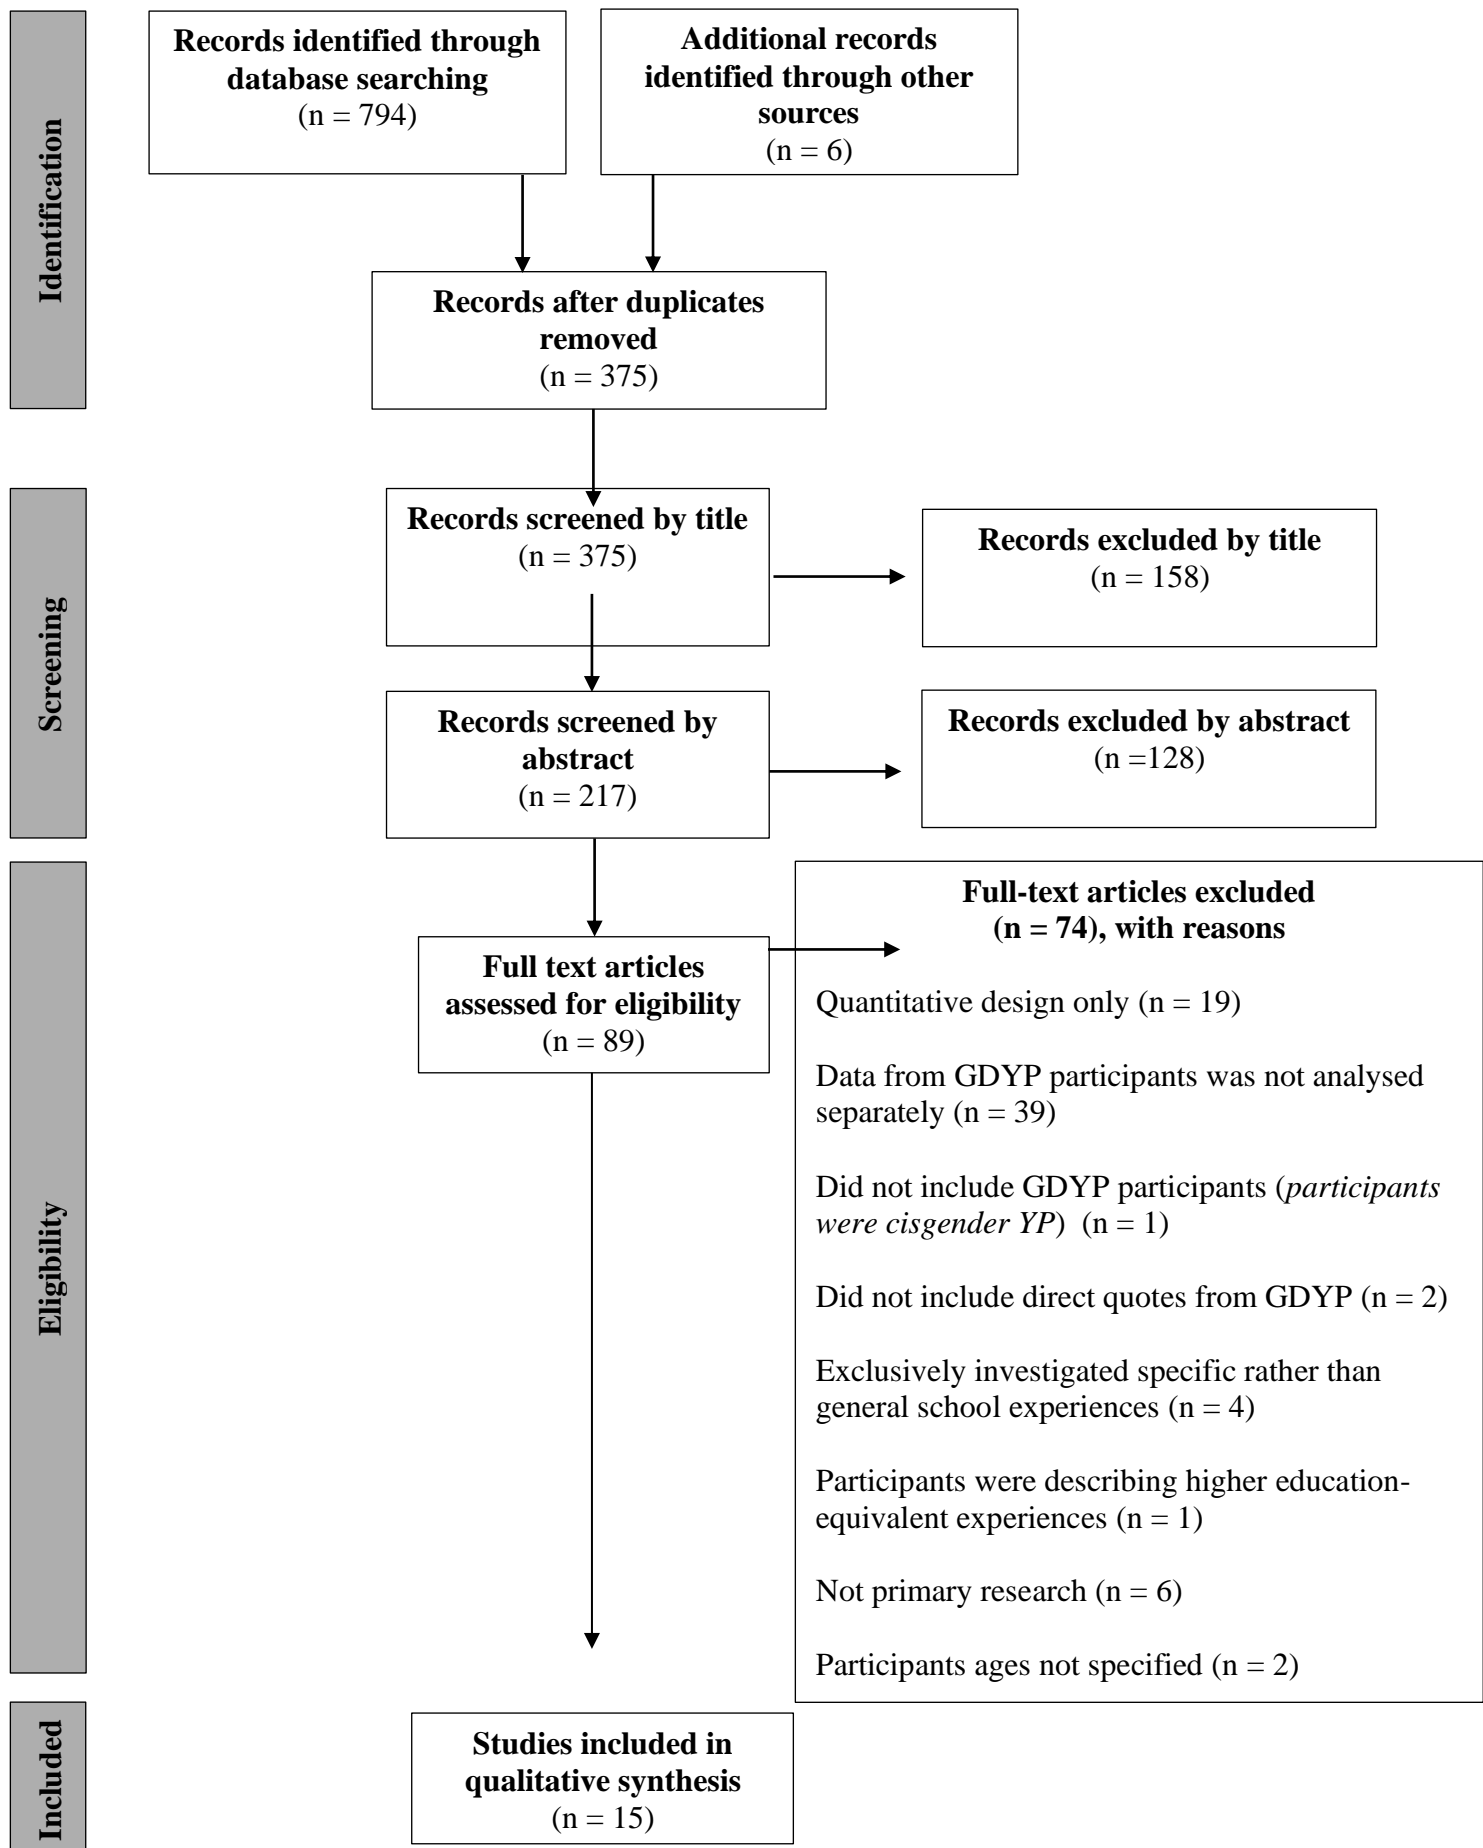 Identification
Records identified through
database searching
(n = 794)
Additional records
identified through other
sources
(n = 6)
Records after duplicates
removed
(n = 375)
Screening
Records screened by title
(n = 375)
Records excluded by title
(n = 158)
Records screened by
abstract
(n = 217)
Records excluded by abstract
(n =128)
Eligibility
Full text articles
assessed for eligibility
(n = 89)
Full-text articles excluded
(n = 74), with reasons
Quantitative design only (n = 19)
Data from GDYP participants was not analysed
separately (n = 39)
Did not include GDYP participants (participants
were cisgender YP)  (n = 1)
Did not include direct quotes from GDYP (n = 2)
Exclusively investigated specific rather than
general school experiences (n = 4)
Participants were describing higher education-
equivalent experiences (n = 1)
Not primary research (n = 6)
Participants ages not specified (n = 2)
Included
Studies included in
qualitative synthesis
(n = 15)